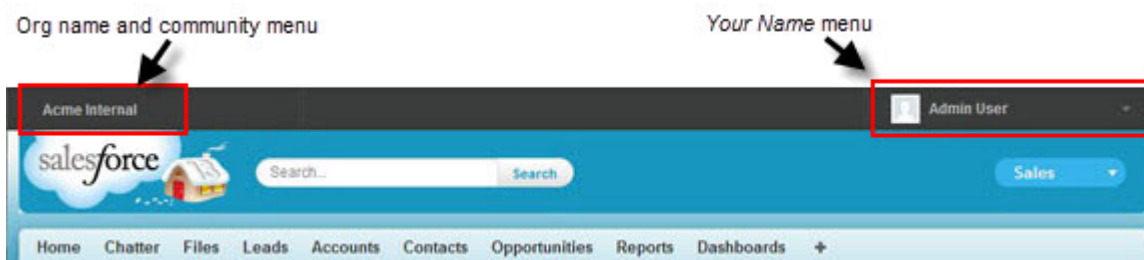 Org name and community menu
Your Name menu
Acme Internal
Admin User
salesforce
Search...
Search
Sales
Home Chatter Files Leads Accounts Contacts Opportunities Reports Dashboards +